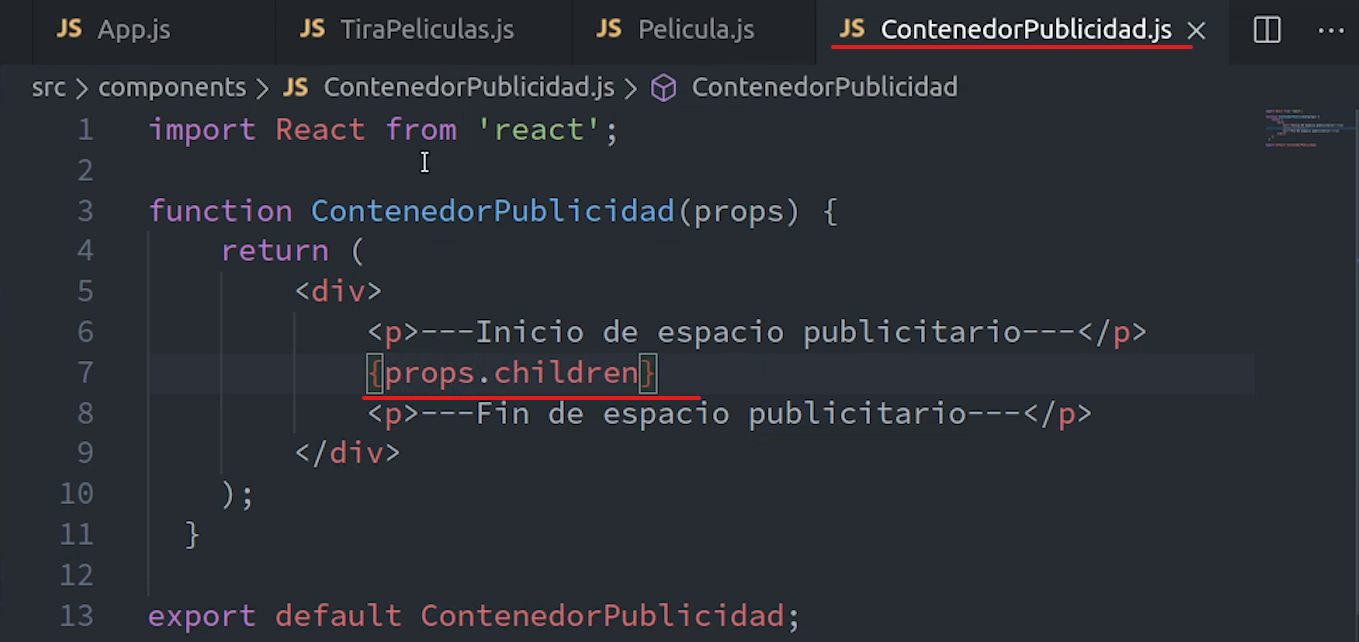 JS App.js JS TiraPeliculas.js JS Pelicula.js JS ContenedorPublicidad.js × ...
src > components > JS ContenedorPublicidad.js > ContenedorPublicidad
1 import React from 'react';
2
3 function ContenedorPublicidad(props) {
4 return (
5 <div>
6 <p>---Inicio de espacio publicitario---</p>
7 {props.children}
8 <p>---Fin de espacio publicitario---</p>
9 </div>
10 );
11 }
12
13 export default ContenedorPublicidad;